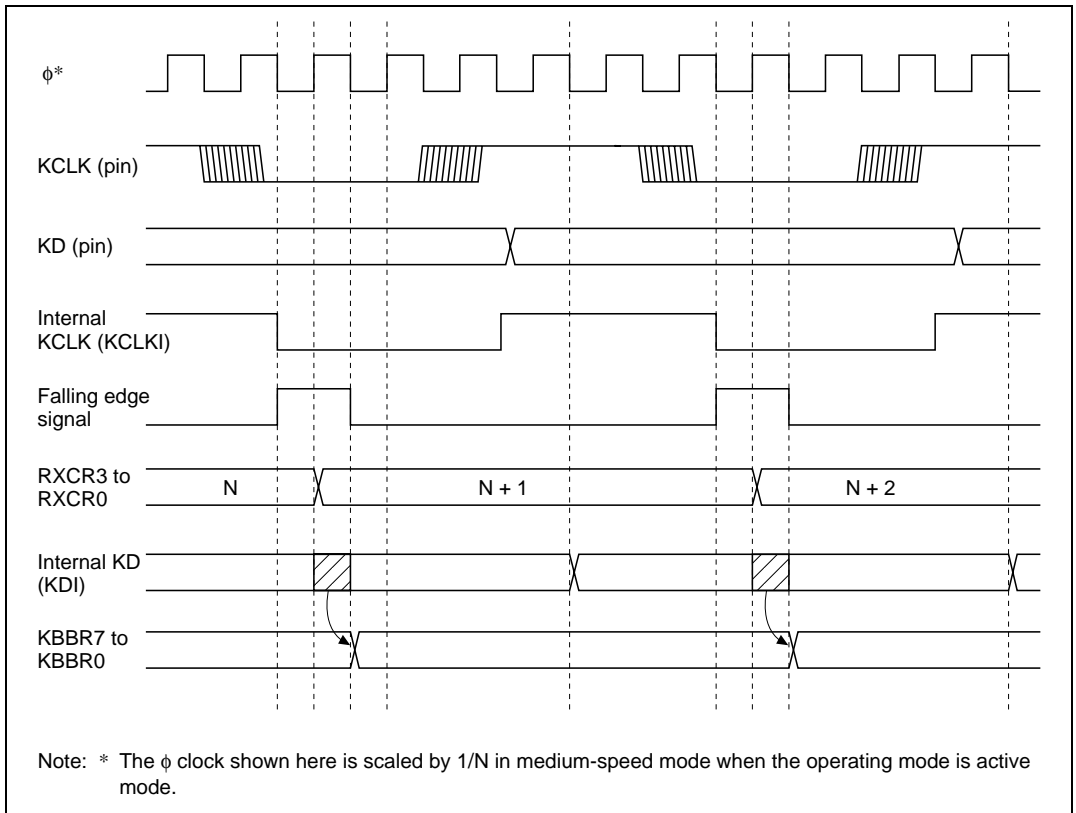 φ*
KCLK (pin)
KD (pin)
Internal
KCLK (KCLKI)
Falling edge
signal
RXCR3 to
RXCR0
N
N + 1
N + 2
Internal KD
(KDI)
KBBR7 to
KBBR0
Note: * The φ clock shown here is scaled by 1/N in medium-speed mode when the operating mode is active
mode.